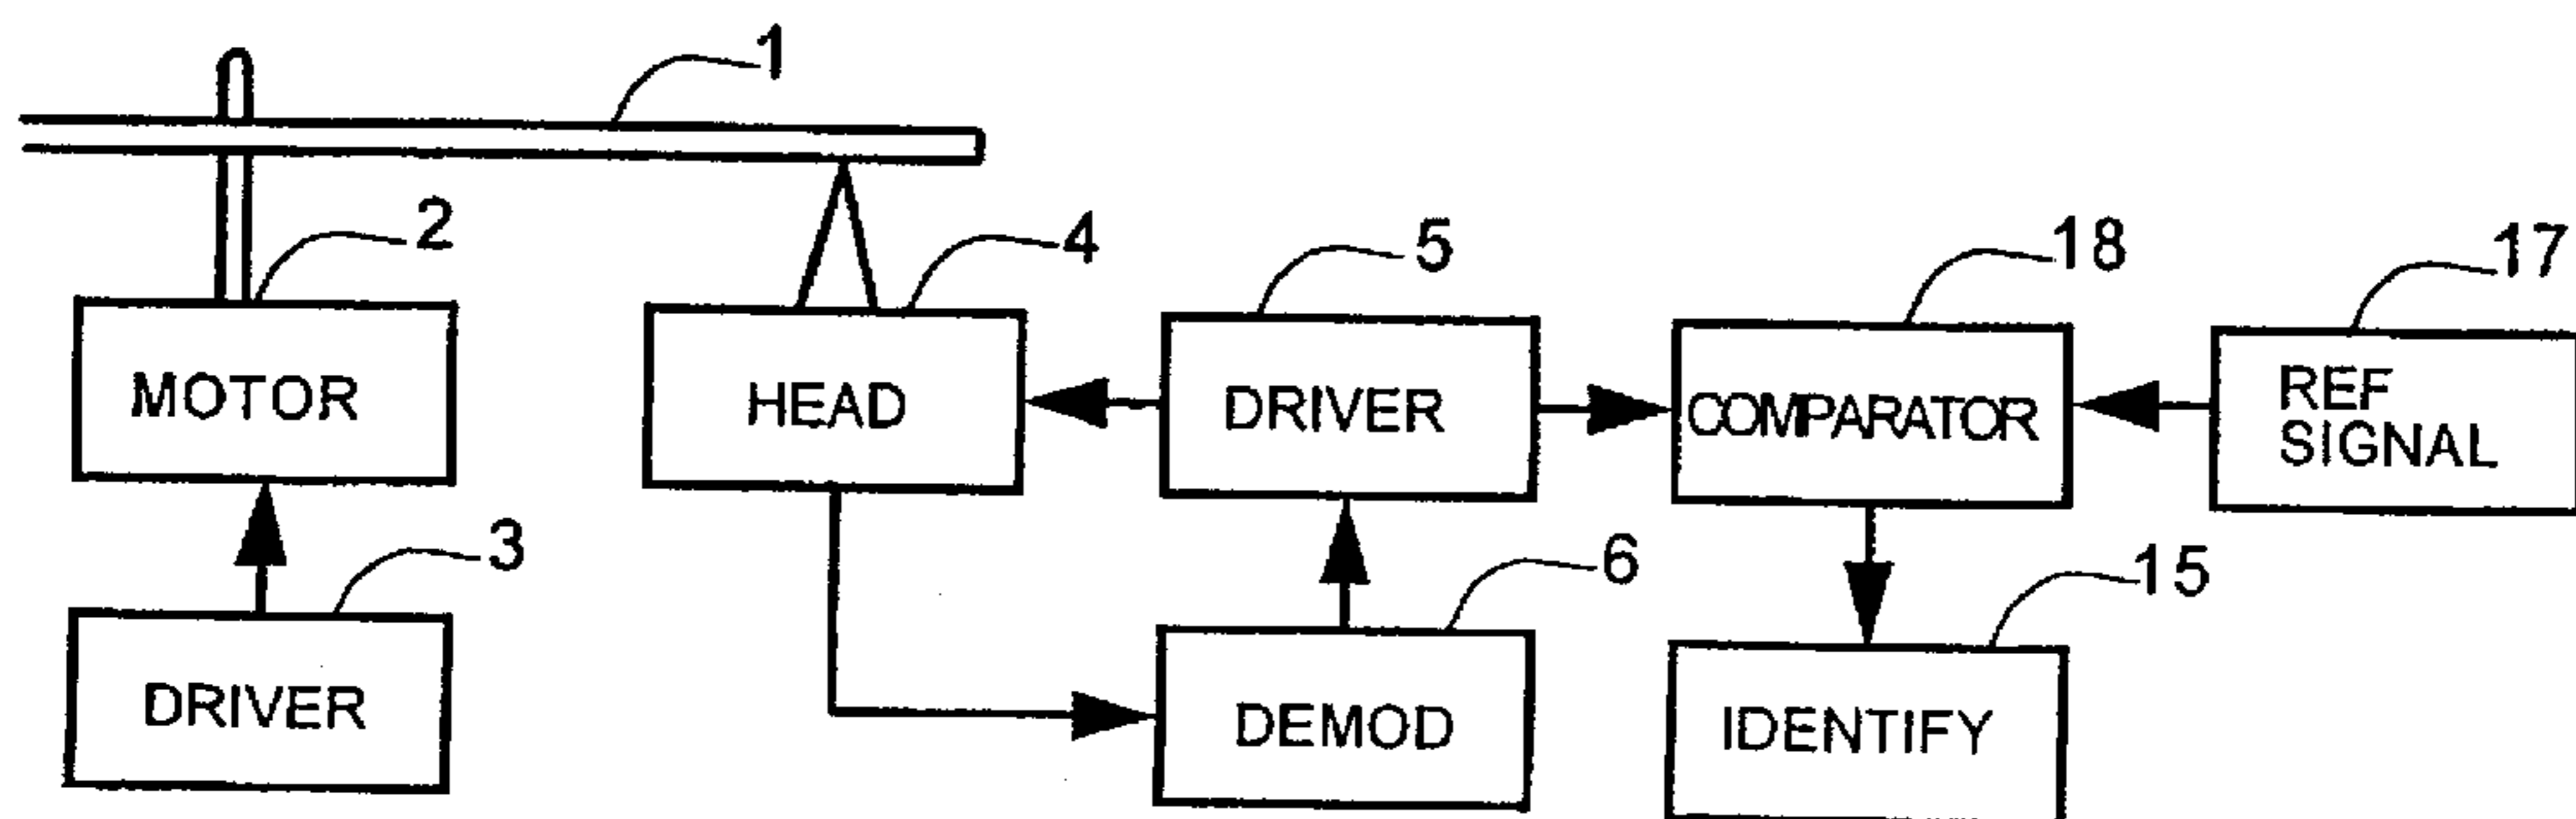 1
2
4
5
18
17
MOTOR
HEAD
DRIVER
COMPARATOR
REF
SIGNAL
3
6
15
DRIVER
DEMOD
IDENTIFY